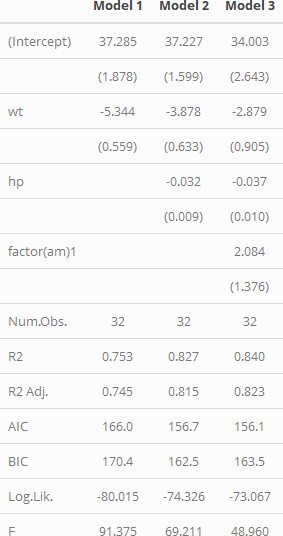 Model 1 Model 2 Model 3
(Intercept) 37.285 37.227 34.003
(1.878) (1.599) (2.643)
wt -5.344 -3.878 -2.879
(0.559) (0.633) (0.905)
hp -0.032 -0.037
(0.009) (0.010)
factor(am)1 2.084
(1.376)
Num.Obs. 32 32 32
R2 0.753 0.827 0.840
R2 Adj. 0.745 0.815 0.823
AIC 166.0 156.7 156.1
BIC 170.4 162.5 163.5
Log.Lik. -80.015 -74.326 -73.067
F 91.375 69.211 48.960